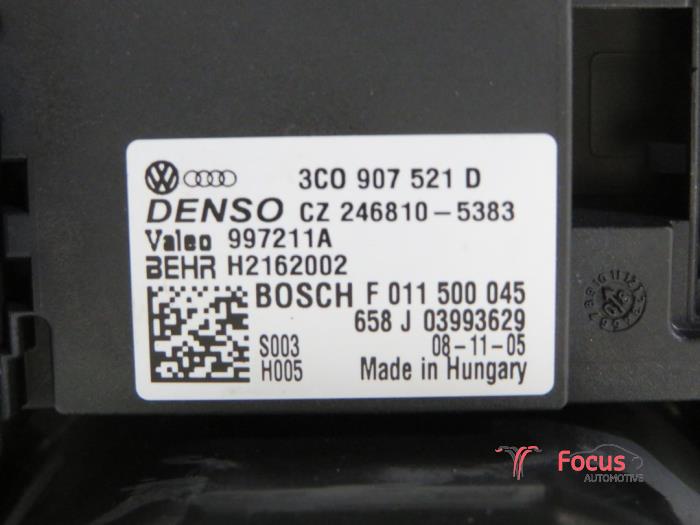 3C0 907 521 D
DENSO CZ 246810-5383
Valeo 997211A
BEHR H2162002
BOSCH F 011 500 045
658 J 03993629
S003 08-11-05
H005 Made in Hungary
Focus
AUTOMOTIVE